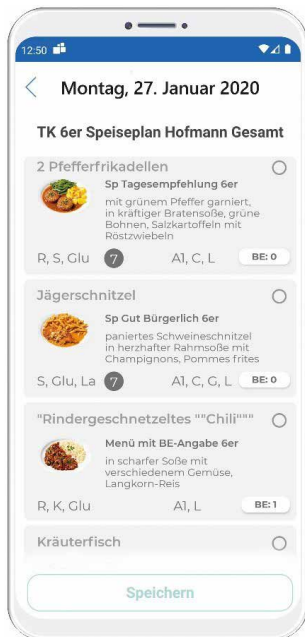 12:50
Montag, 27. Januar 2020
TK 6er Speiseplan Hofmann Gesamt
2 Pfefferfrikadellen
Sp Tagesempfehlung 6er
mit grünem Pfeffer garniert,
in kräftiger Bratensoße, grüne
Bohnen, Salzkartoffeln mit
Röstzwiebeln
R, S, Glu 7 A1, C, L BE: 0
Jägerschnitzel
Sp Gut Bürgerlich 6er
paniertes Schweineschnitzel
in herzhafter Rahmsoße mit
Champignons, Pommes frites
S, Glu, La 7 A1, C, G, L BE: 0
"Rindergeschnetzeltes ""Chili"""
Menü mit BE-Angabe 6er
in scharfer Soße mit
verschiedenem Gemüse,
Langkorn-Reis
R, K, Glu A1, L BE: 1
Kräuterfisch
Speichern